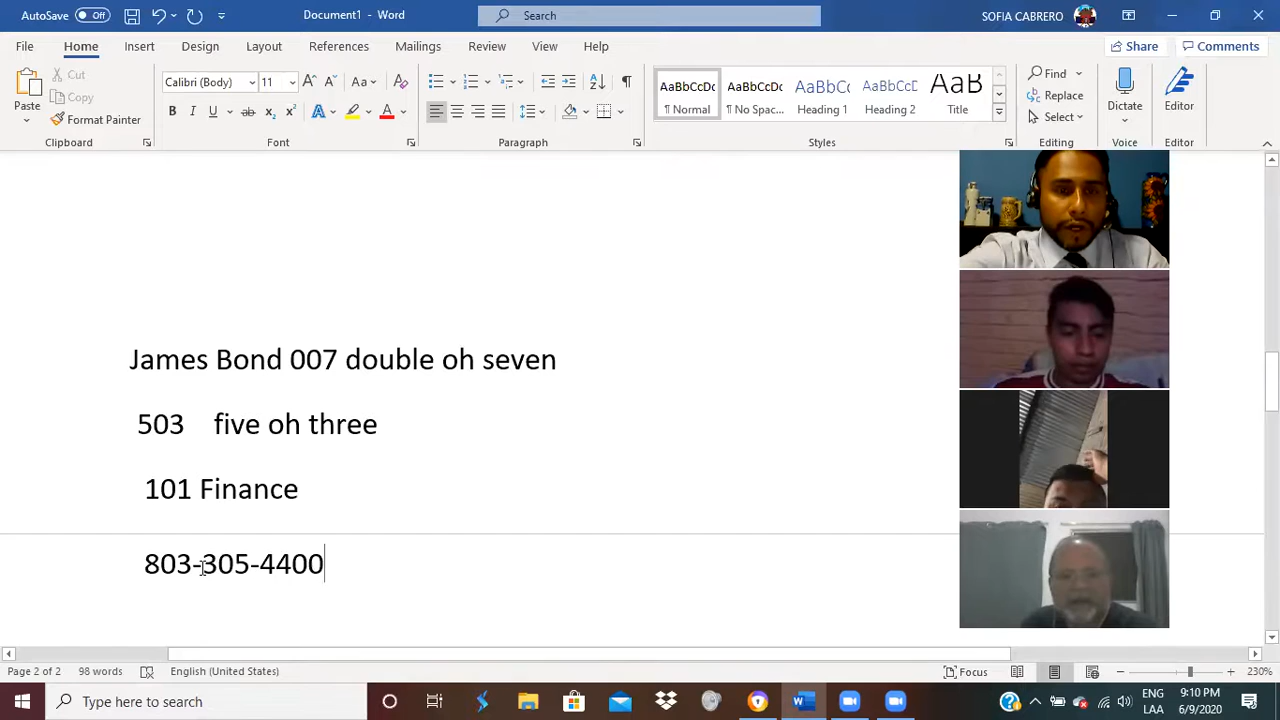 AutoSave Off
Document1 - Word
Search
SOFIA CABRERO
File Home Insert Design Layout References Mailings Review View Help
Share Comments
Paste
Cut
Copy
Format Painter
Clipboard
Calibri (Body) 11
Font
Paragraph
AaBbCcDc AaBbCcDc AaBbCc AaBbCcD AaB
¶ Normal ¶ No Spac... Heading 1 Heading 2 Title
Styles
Find
Replace
Select
Editing
Dictate
Voice
Editor
Editor
James Bond 007 double oh seven
503 five oh three
101 Finance
803-305-4400
Page 2 of 2 98 words English (United States)
Focus
230%
Type here to search
ENG
LAA
9:10 PM
6/9/2020